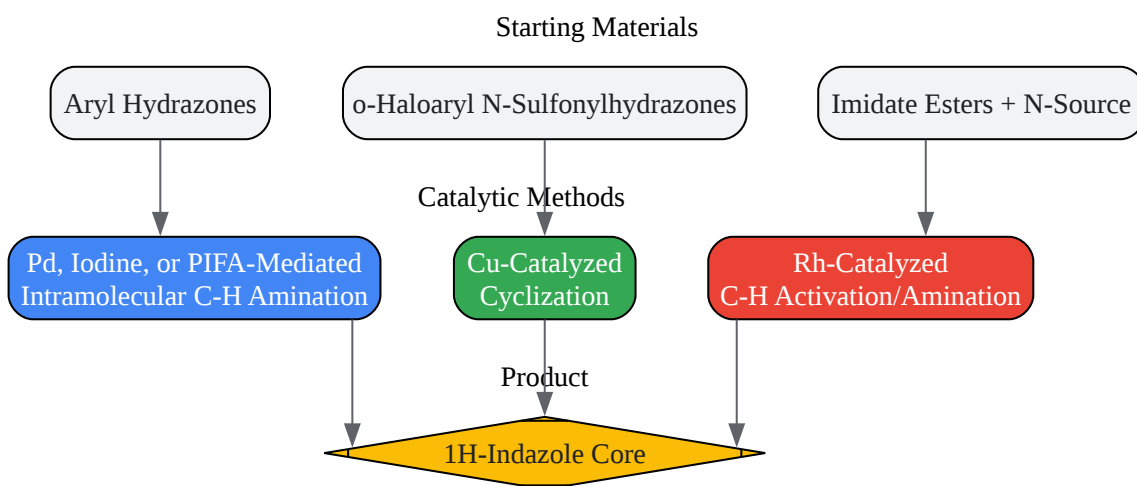 Starting Materials
Aryl Hydrazones
o-Haloaryl N-Sulfonylhydrazones
Imidate Esters + N-Source
Catalytic Methods
Pd, Iodine, or PIFA-Mediated
Intramolecular C-H Amination
Cu-Catalyzed
Cyclization
Rh-Catalyzed
C-H Activation/Amination
Product
1H-Indazole Core